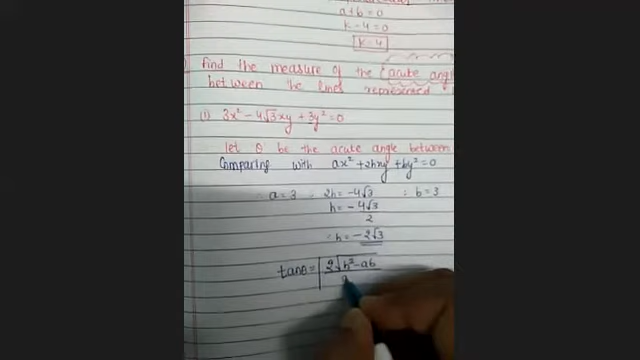 a+b=0
k-4=0
k=4
Find the measure of the (acute angle
between the lines represented
(1) 3x²-4√3xy+3y²=0
let θ be the acute angle between
Comparing with ax²+2hxy+by²=0
∴ a=3 ∴ 2h=-4√3 ∴ b=3
h=-4√3
2
∴ h=-2√3
tanθ=|2√h²-ab